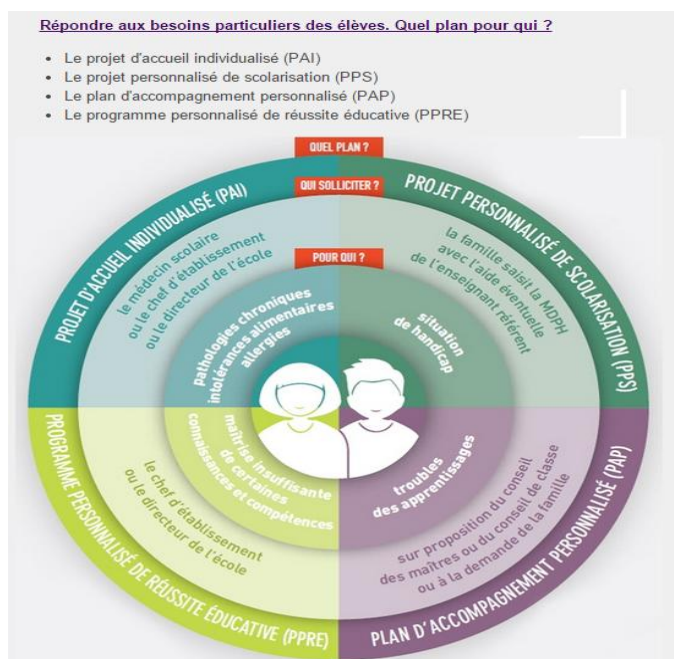 Répondre aux besoins particuliers des élèves. Quel plan pour qui ?
• Le projet d'accueil individualisé (PAI)
• Le projet personnalisé de scolarisation (PPS)
• Le plan d'accompagnement personnalisé (PAP)
• Le programme personnalisé de réussite éducative (PPRE)
QUEL PLAN ?
QUI SOLLICITER ?
POUR QUI ?
PROJET D'ACCUEIL INDIVIDUALISÉ (PAI)
le médecin scolaire
ou le chef d'établissement
ou le directeur de l'école
pathologies chroniques
intolérances alimentaires
allergies
PROJET PERSONNALISÉ DE SCOLARISATION (PPS)
la famille saisit la MDPH
avec l'aide éventuelle
de l'enseignant référent
situation
de handicap
PROGRAMME PERSONNALISÉ DE RÉUSSITE ÉDUCATIVE (PPRE)
le chef d'établissement
ou le directeur de l'école
maîtrise insuffisante
de certaines
connaissances et compétences
PLAN D'ACCOMPAGNEMENT PERSONNALISÉ (PAP)
sur proposition du conseil
des maîtres ou du conseil de classe
ou à la demande de la famille
troubles
des apprentissages